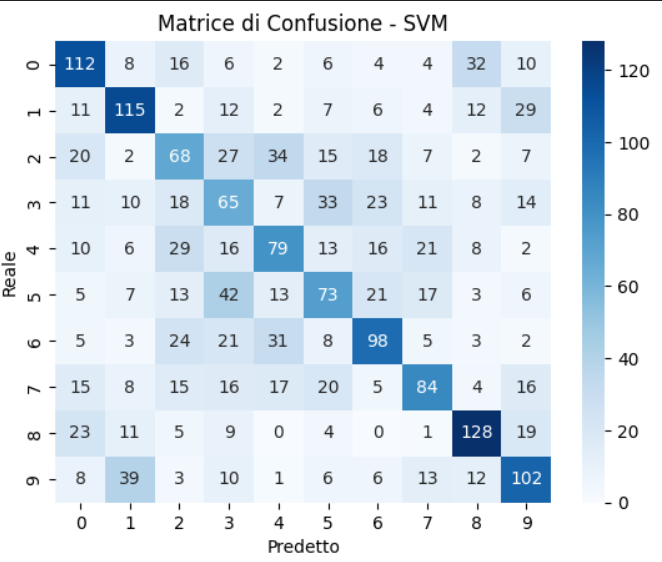 Matrice di Confusione - SVM
0 112 8 16 6 2 6 4 4 32 10
1 11 115 2 12 2 7 6 4 12 29
2 20 2 68 27 34 15 18 7 2 7
3 11 10 18 65 7 33 23 11 8 14
4 10 6 29 16 79 13 16 21 8 2
5 5 7 13 42 13 73 21 17 3 6
6 5 3 24 21 31 8 98 5 3 2
7 15 8 15 16 17 20 5 84 4 16
8 23 11 5 9 0 4 0 1 128 19
9 8 39 3 10 1 6 6 13 12 102
0 1 2 3 4 5 6 7 8 9
Reale
Predetto
120
100
80
60
40
20
0